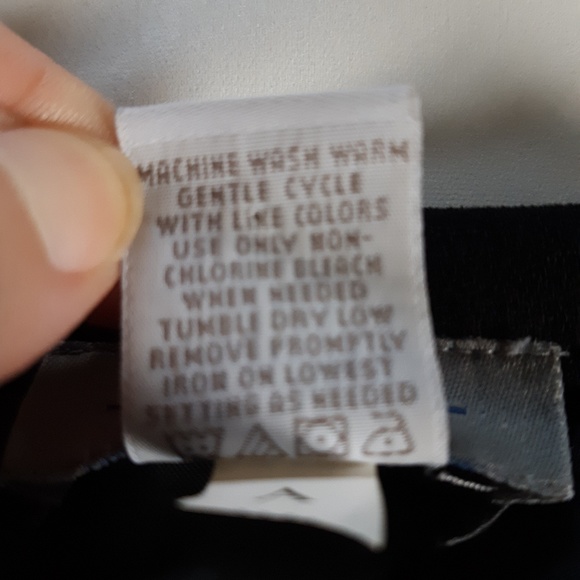 MACHINE WASH WARM
GENTLE CYCLE
WITH LIKE COLORS
USE ONLY NON-
CHLORINE BLEACH
WHEN NEEDED
TUMBLE DRY LOW
REMOVE PROMPTLY
IRON ON LOWEST
SETTING AS NEEDED